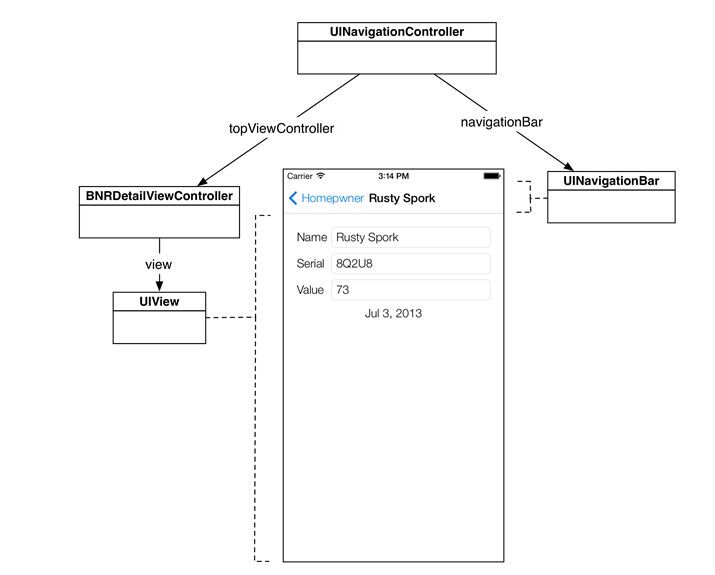 UINavigationController
topViewController
navigationBar
Carrier 3:14 PM
UINavigationBar
BNRDetailViewController
Homepwner Rusty Spork
Name Rusty Spork
view
Serial 8Q2U8
Value 73
UIView
Jul 3, 2013